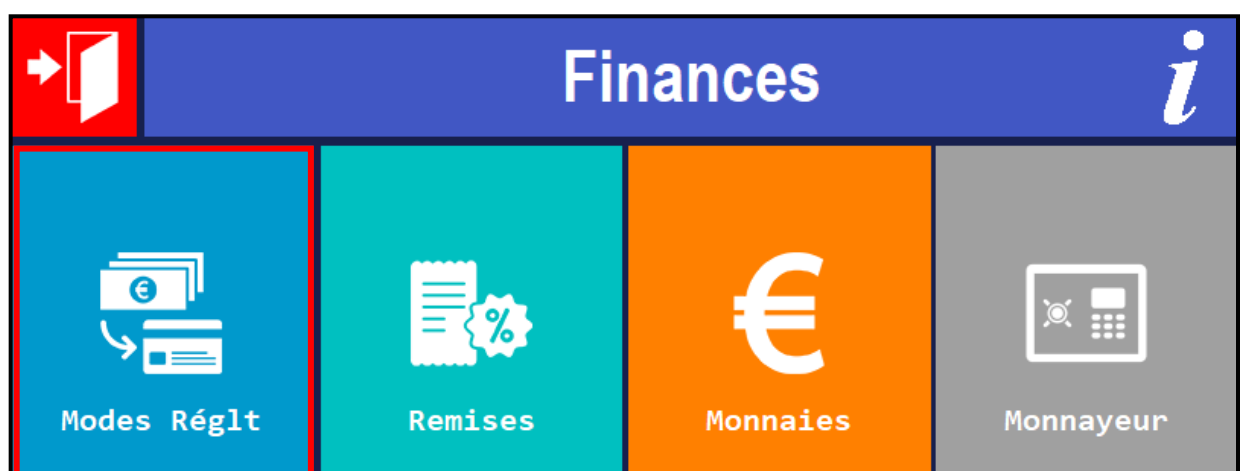 Finances
Modes Réglt
Remises
Monnaies
Monnayeur